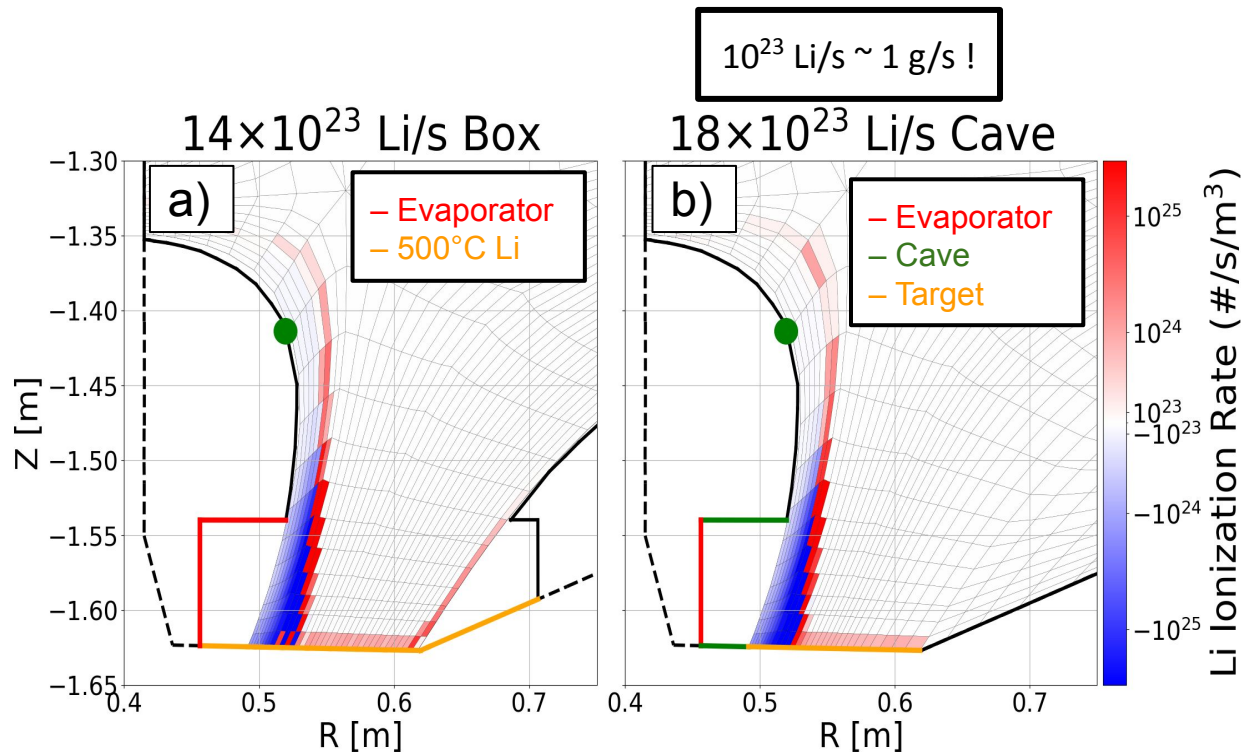 10²³ Li/s ~ 1 g/s !
14×10²³ Li/s Box
18×10²³ Li/s Cave
a)
– Evaporator
– 500°C Li
b)
– Evaporator
– Cave
– Target
−1.30
−1.35
−1.40
−1.45
−1.50
−1.55
−1.60
−1.65
Z [m]
0.4
0.5
0.6
0.7
R [m]
0.4
0.5
0.6
0.7
R [m]
10²⁵
10²⁴
10²³
−10²³
−10²⁴
−10²⁵
Li Ionization Rate (#/s/m³)